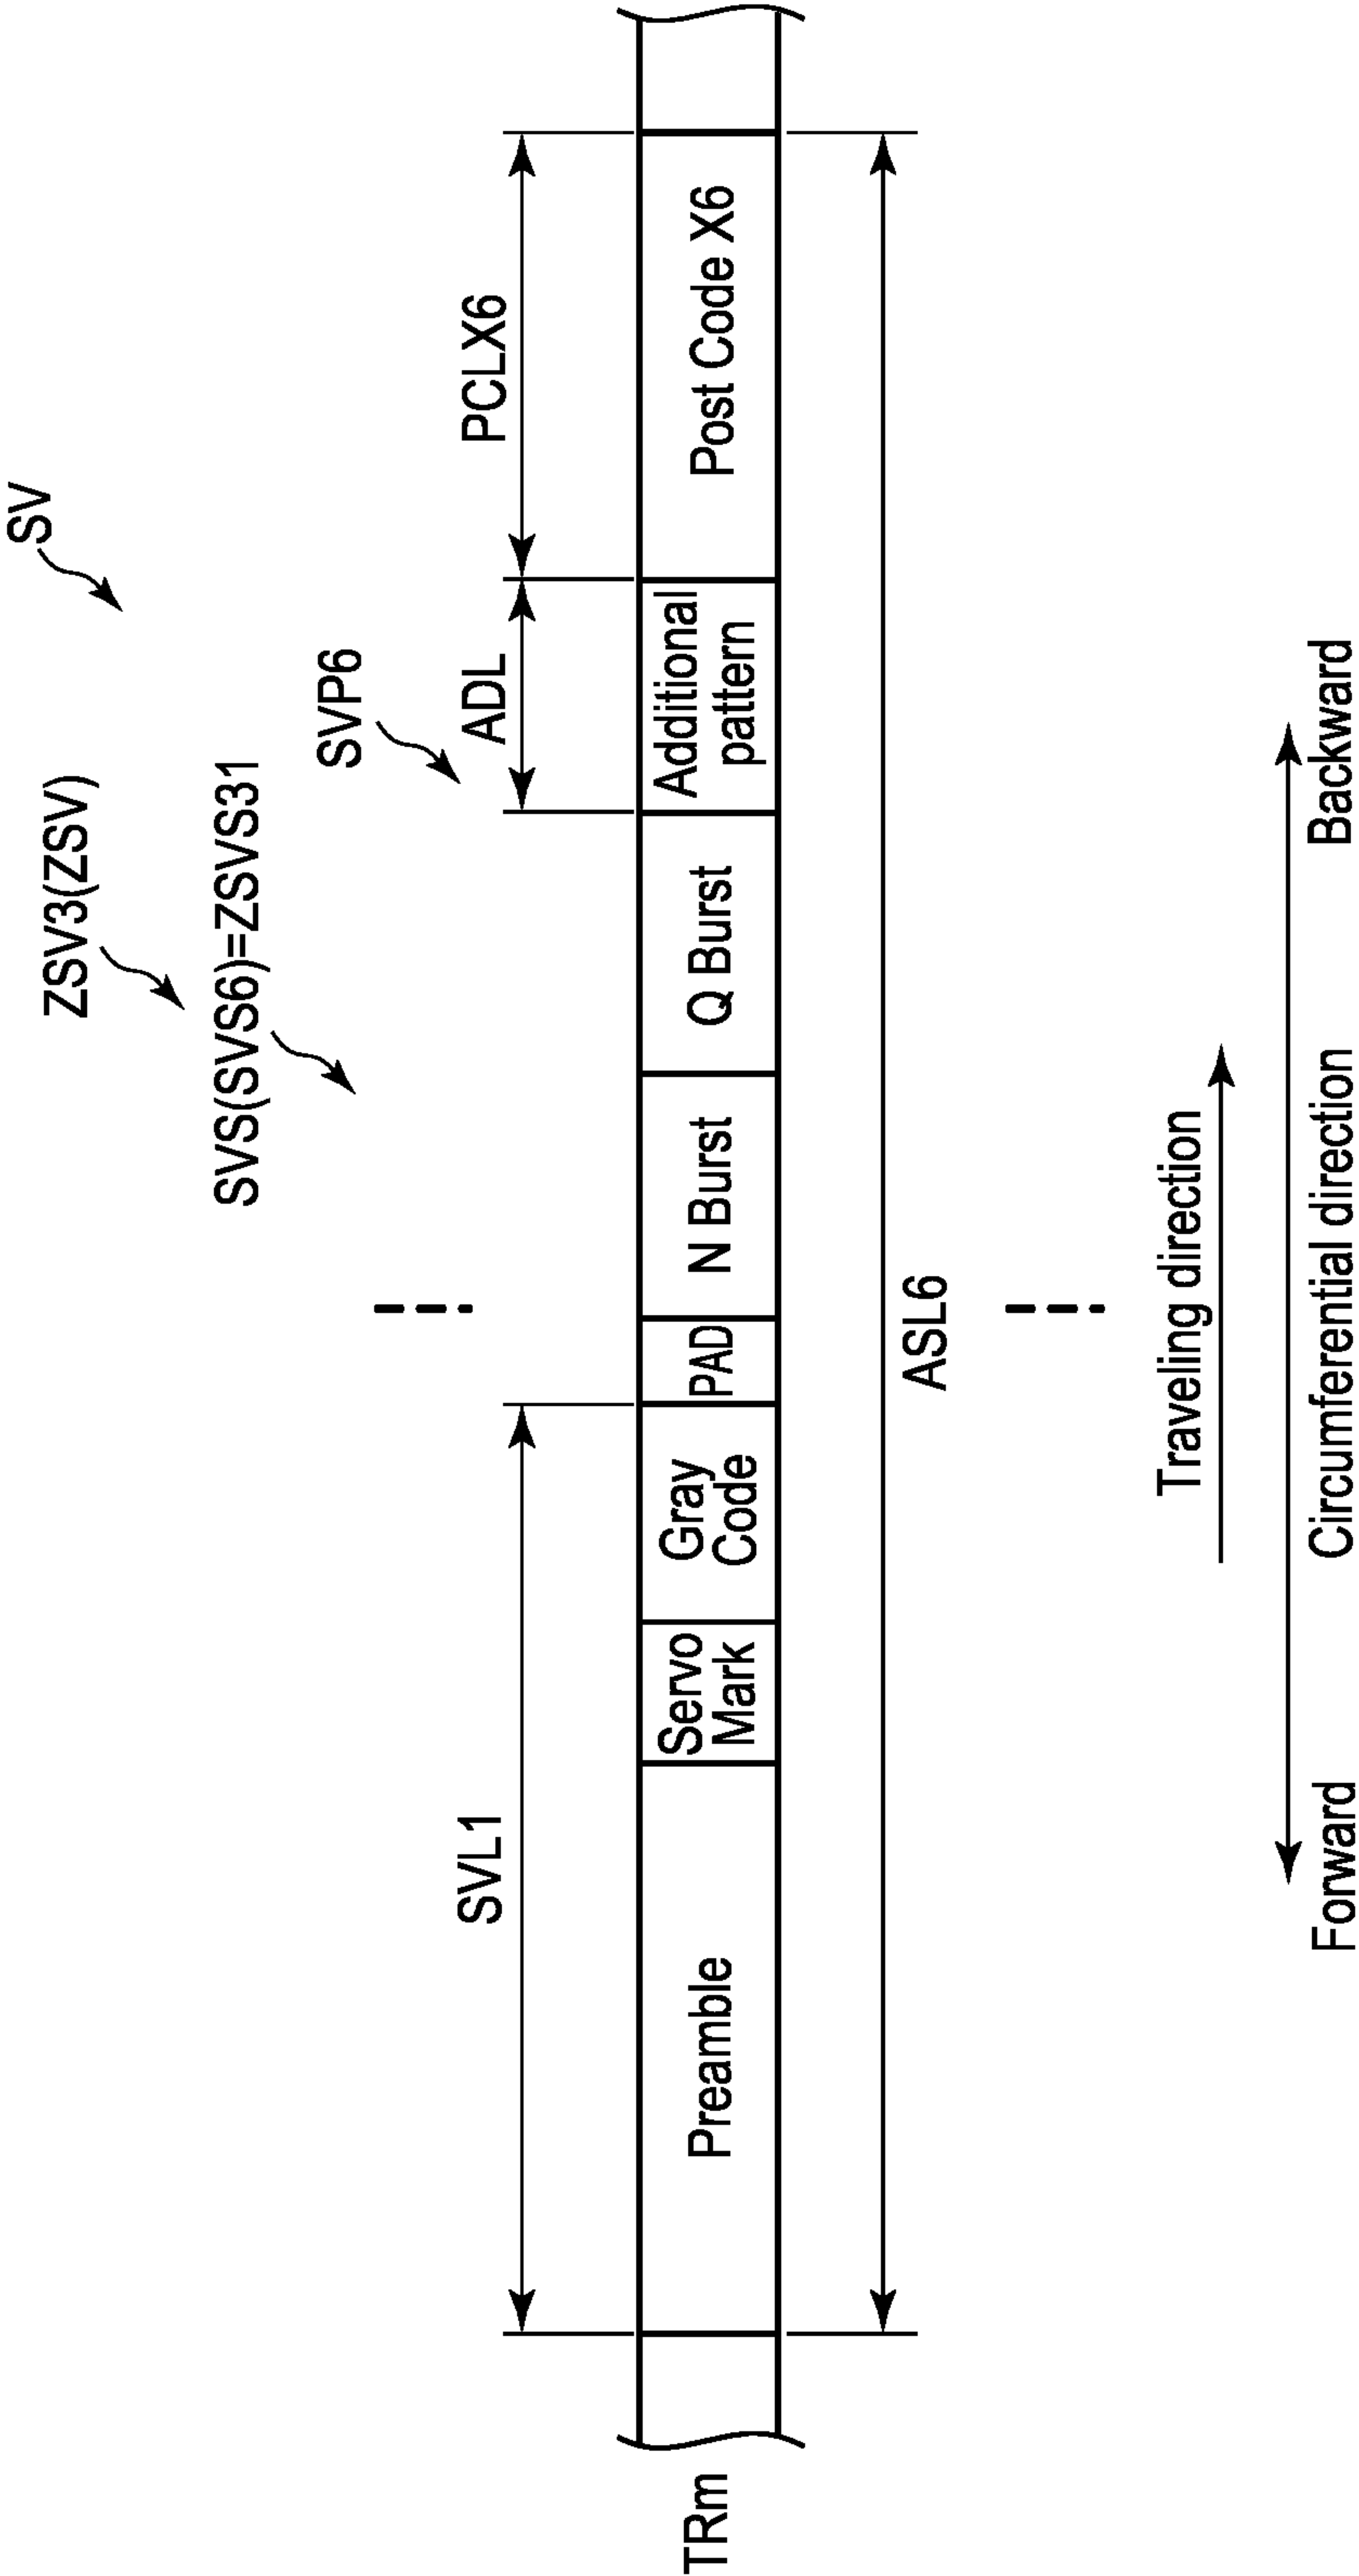 SV
ZSV3(ZSV)
SVS(SVS6)=ZSVS31
SVP6
SVL1
ADL
PCLX6
TRm
Preamble
Servo
Mark
Gray
Code
PAD
N Burst
Q Burst
Additional
pattern
Post Code X6
ASL6
Traveling direction
Forward
Circumferential direction
Backward